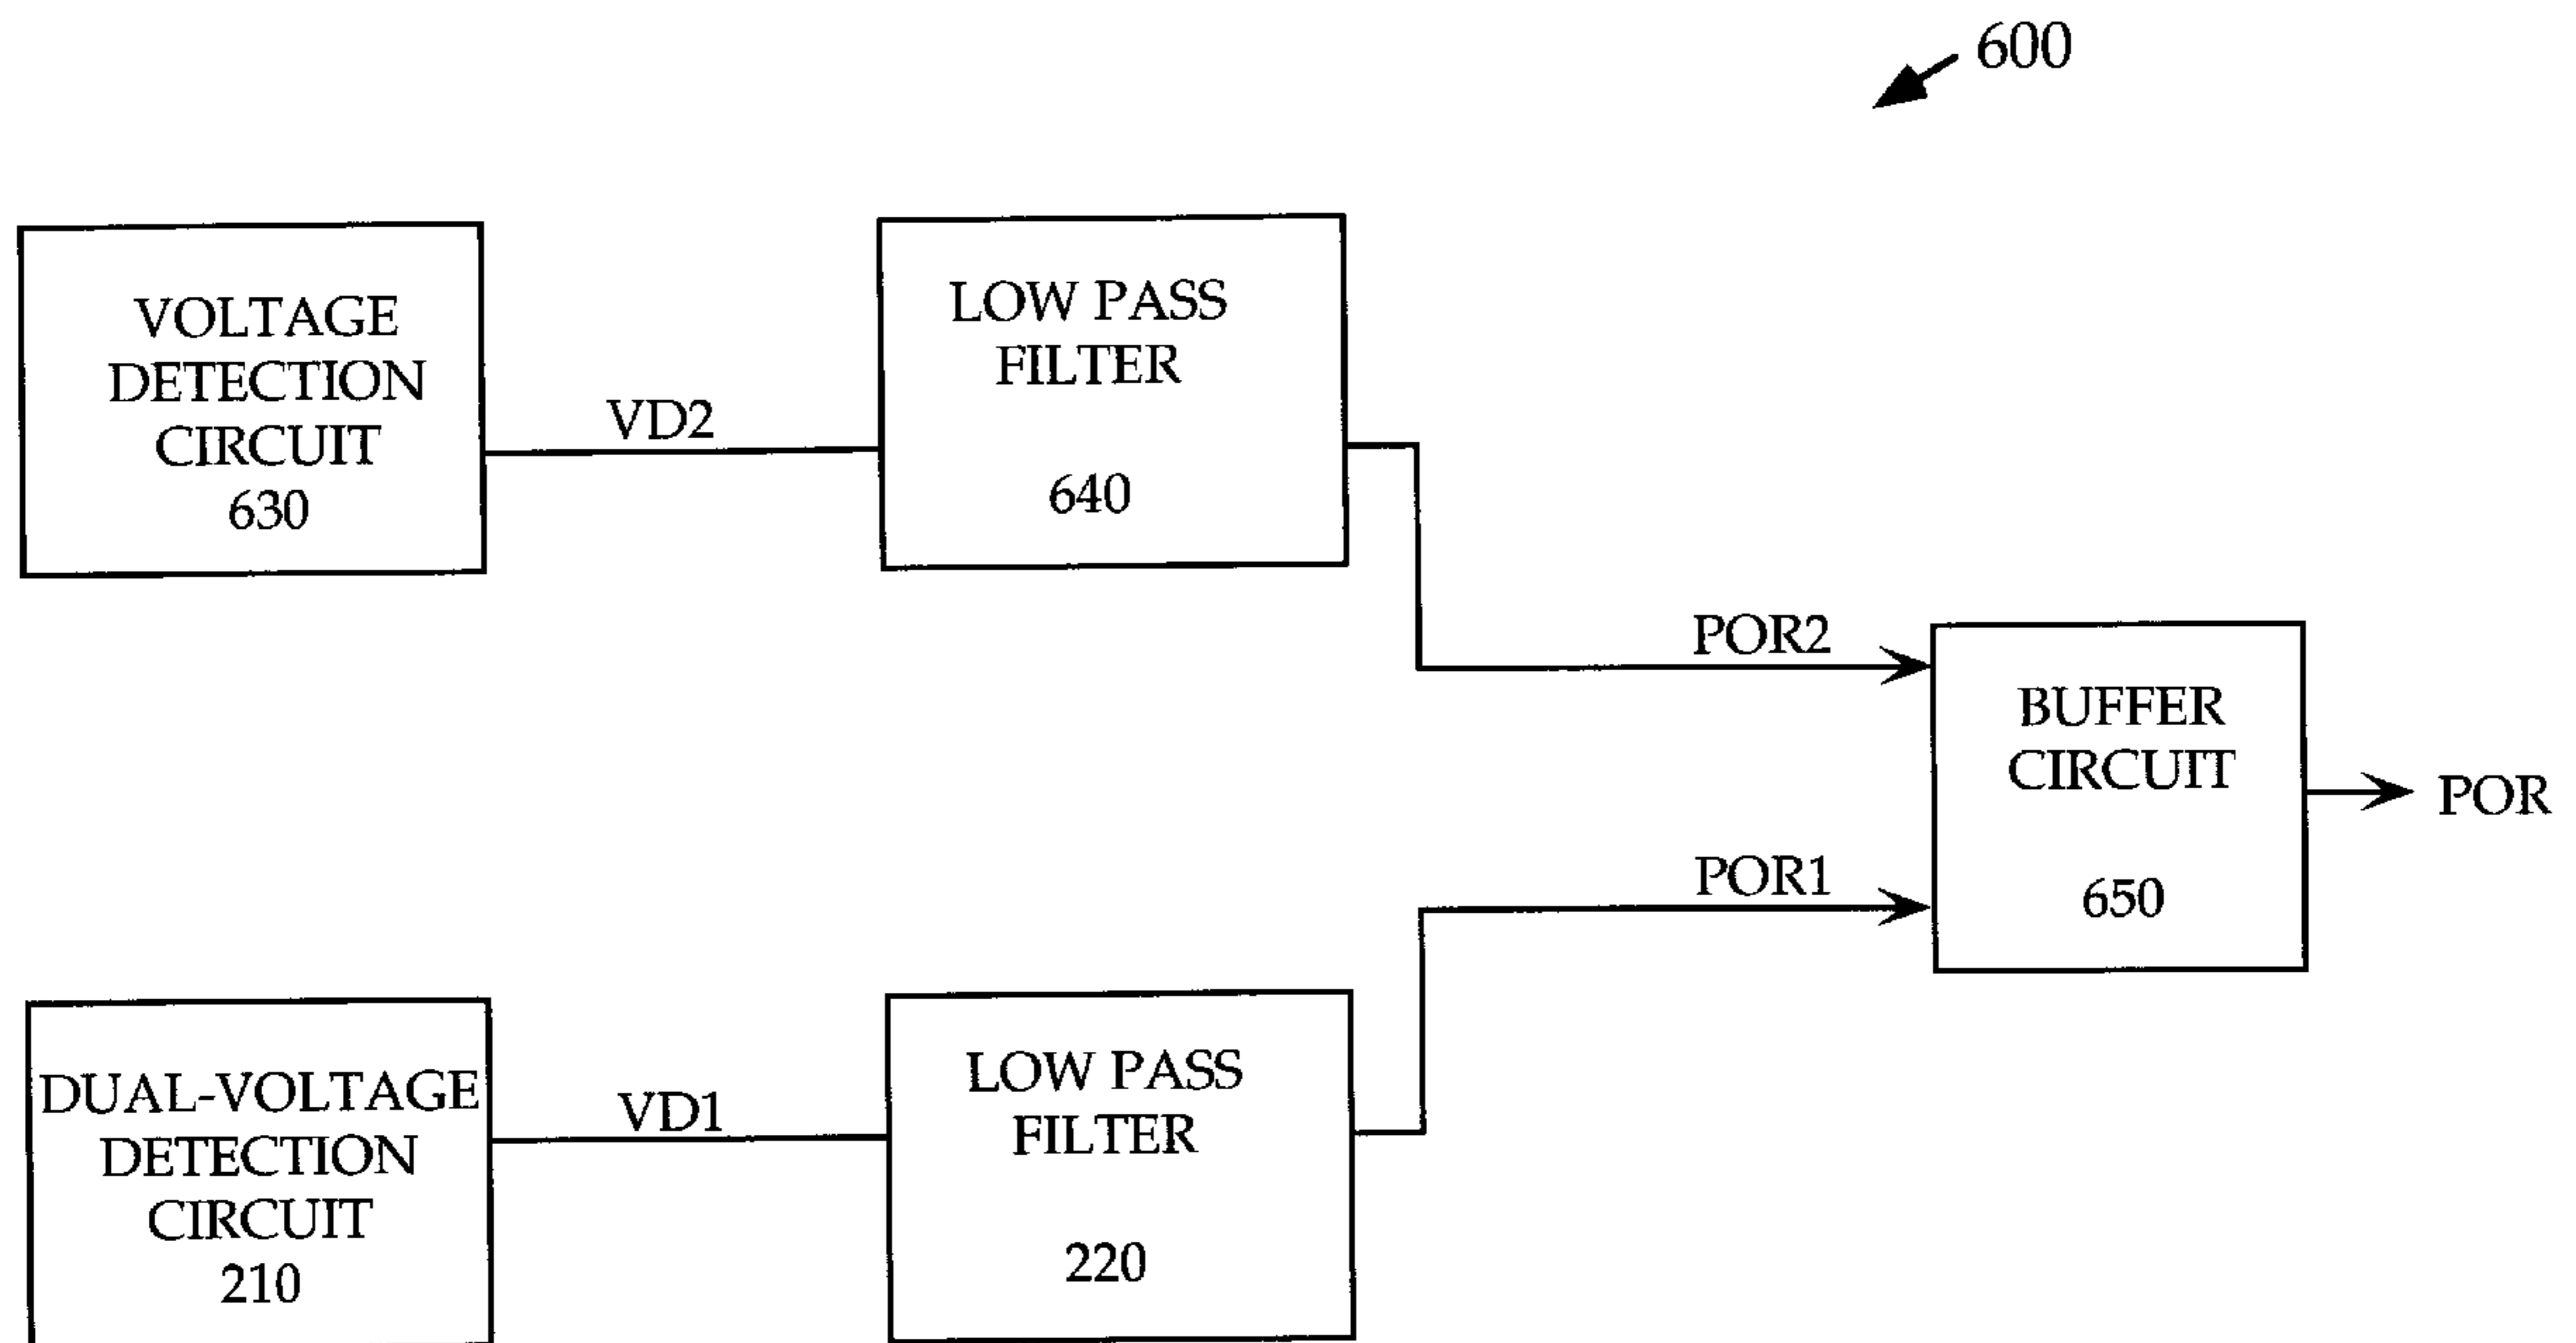 600
VOLTAGE
DETECTION
CIRCUIT
630
VD2
LOW PASS
FILTER
640
POR2
BUFFER
CIRCUIT
650
POR
POR1
DUAL-VOLTAGE
DETECTION
CIRCUIT
210
VD1
LOW PASS
FILTER
220